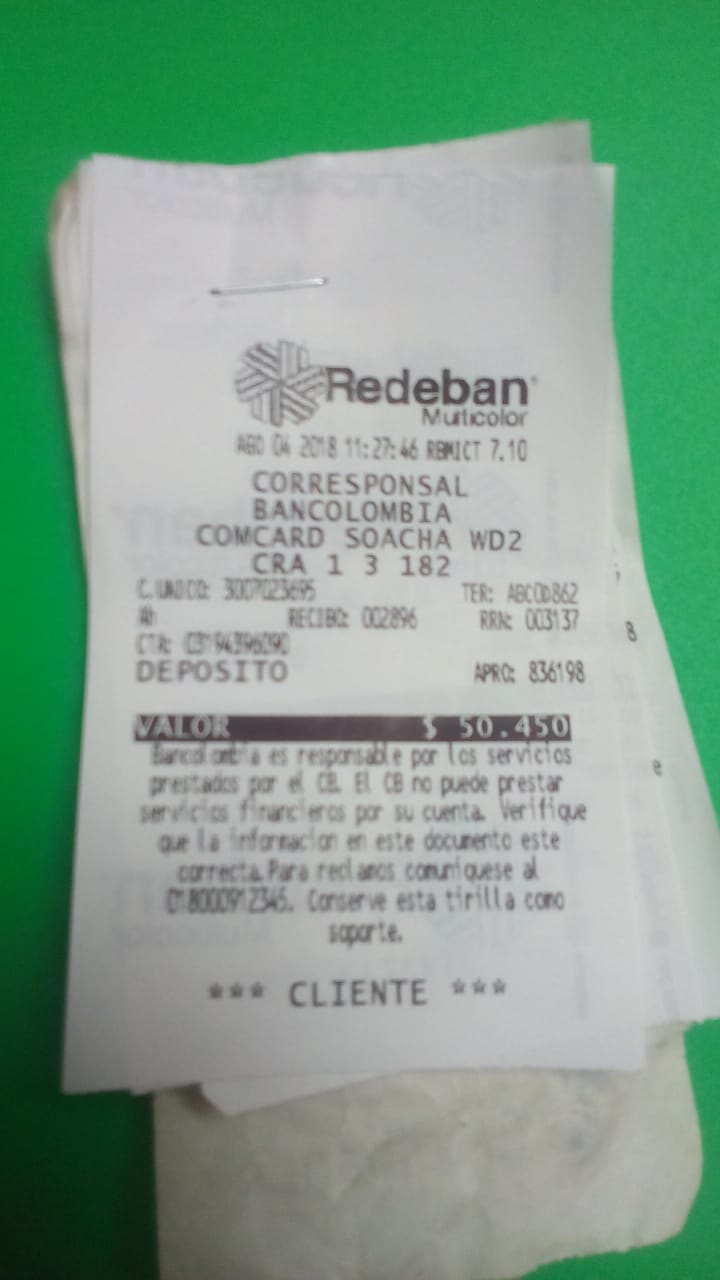 Redeban
Multicolor
AGO 04 2018 11:27:46 RBMICT 7.10
CORRESPONSAL
BANCOLOMBIA
COMCARD SOACHA WD2
CRA 1 3 182
C.UNICO: 3007023695 TER: ABCOD862
Ah RECIBO: 002896 RRN: 003137
CTA: 03194396090
DEPOSITO APRO: 836198
VALOR $ 50.450
Bancolombia es responsable por los servicios
prestados por el CB. El CB no puede prestar
servicios financieros por su cuenta. Verifique
que la informacion en este documento este
correcta.Para reclamos comuniquese al
018000912345. Conserve esta tirilla como
soporte.
*** CLIENTE ***
8
e